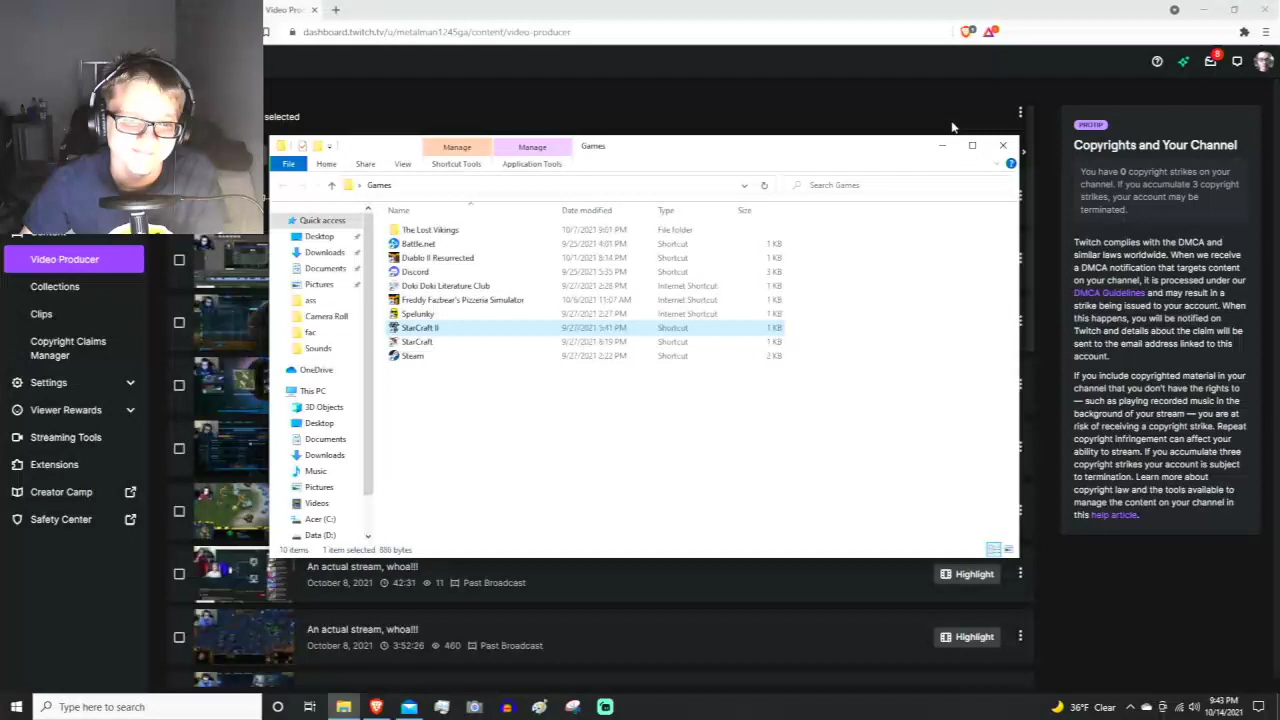 Video Pro:
dashboard.twitch.tv/u/metalman1245ga/content/video-producer
8
selected
Manage
Manage
Games
File
Home
Share
View
Shortcut Tools
Application Tools
Games
Search Games
Name
Date modified
Type
Size
Quick access
Desktop
Downloads
Documents
Pictures
ass
Camera Roll
fac
Sounds
OneDrive
This PC
3D Objects
Desktop
Documents
Downloads
Music
Pictures
Videos
Acer (C:)
Data (D:)
The Lost Vikings 10/7/2021 9:01 PM File folder
Battle.net 9/25/2021 4:01 PM Shortcut 1 KB
Diablo II Resurrected 10/1/2021 8:14 PM Shortcut 1 KB
Discord 9/25/2021 5:35 PM Shortcut 3 KB
Doki Doki Literature Club 9/27/2021 2:28 PM Internet Shortcut 1 KB
Freddy Fazbear's Pizzeria Simulator 10/6/2021 11:07 AM Internet Shortcut 1 KB
Spelunky 9/27/2021 2:27 PM Internet Shortcut 1 KB
StarCraft II 9/27/2021 5:41 PM Shortcut 1 KB
StarCraft 9/27/2021 8:19 PM Shortcut 1 KB
Steam 9/27/2021 2:22 PM Shortcut 2 KB
10 items 1 item selected 886 bytes
Video Producer
Collections
Clips
Copyright Claims
Manager
Settings
Viewer Rewards
Streaming Tools
Extensions
Creator Camp
Safety Center
An actual stream, whoa!!!
October 8, 2021 42:31 11 Past Broadcast
Highlight
An actual stream, whoa!!!
October 8, 2021 3:52:26 460 Past Broadcast
Highlight
PROTIP
Copyrights and Your Channel
You have 0 copyright strikes on your
channel. If you accumulate 3 copyright
strikes, your account may be
terminated.
Twitch complies with the DMCA and
similar laws worldwide. When we receive
a DMCA notification that targets content
on your channel, it is processed under our
DMCA Guidelines and may result in a
strike being issued to your account. When
this happens, you will be notified on
Twitch and details about the claim will be
sent to the email address linked to this
account.
If you include copyrighted material in your
channel that you don't have the rights to
— such as playing recorded music in the
background of your stream — you are at
risk of receiving a copyright strike. Repeat
copyright infringement can affect your
ability to stream. If you accumulate three
copyright strikes your account is subject
to termination. Learn more about
copyright law and the tools available to
manage the content on your channel in
this help article.
Type here to search
36°F Clear
9:43 PM
10/14/2021